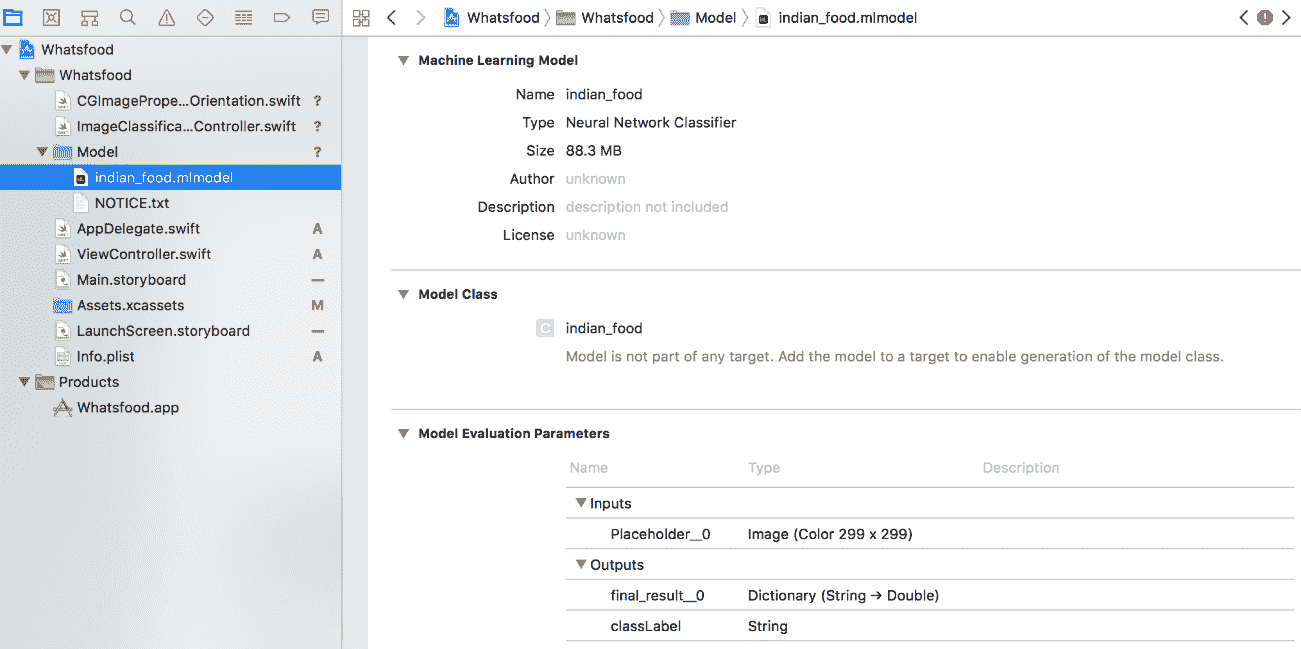 Whatsfood
Whatsfood
Model
indian_food.mlmodel
Whatsfood
Whatsfood
CGImagePrope...Orientation.swift ?
ImageClassifica...Controller.swift ?
Model ?
indian_food.mlmodel
NOTICE.txt
AppDelegate.swift A
ViewController.swift A
Main.storyboard —
Assets.xcassets M
LaunchScreen.storyboard —
Info.plist A
Products
Whatsfood.app
Machine Learning Model
Name indian_food
Type Neural Network Classifier
Size 88.3 MB
Author unknown
Description description not included
License unknown
Model Class
C indian_food
Model is not part of any target. Add the model to a target to enable generation of the model class.
Model Evaluation Parameters
Name Type Description
Inputs
Placeholder__0 Image (Color 299 x 299)
Outputs
final_result__0 Dictionary (String → Double)
classLabel String